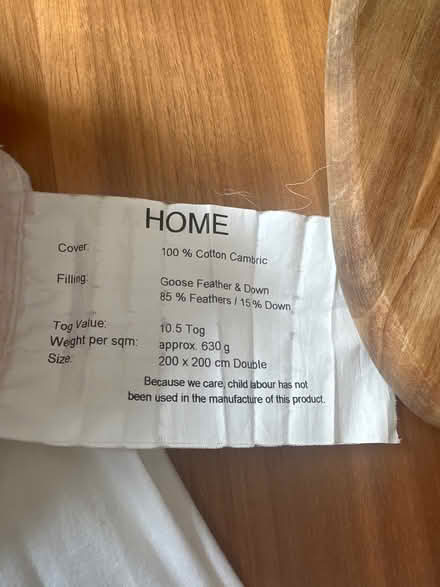 HOME
Cover: 100 % Cotton Cambric
Filling: Goose Feather & Down
85 % Feathers / 15 % Down
Tog Value: 10.5 Tog
Weight per sqm: approx. 630 g
Size: 200 x 200 cm Double
Because we care, child labour has not
been used in the manufacture of this product.